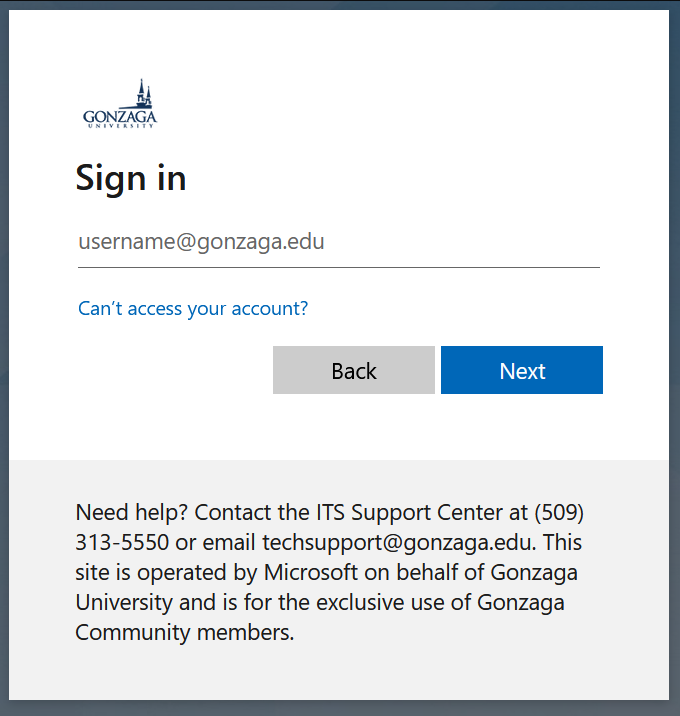 GONZAGA
UNIVERSITY
Sign in
username@gonzaga.edu
Can't access your account?
Back
Next
Need help? Contact the ITS Support Center at (509)
313-5550 or email techsupport@gonzaga.edu. This
site is operated by Microsoft on behalf of Gonzaga
University and is for the exclusive use of Gonzaga
Community members.